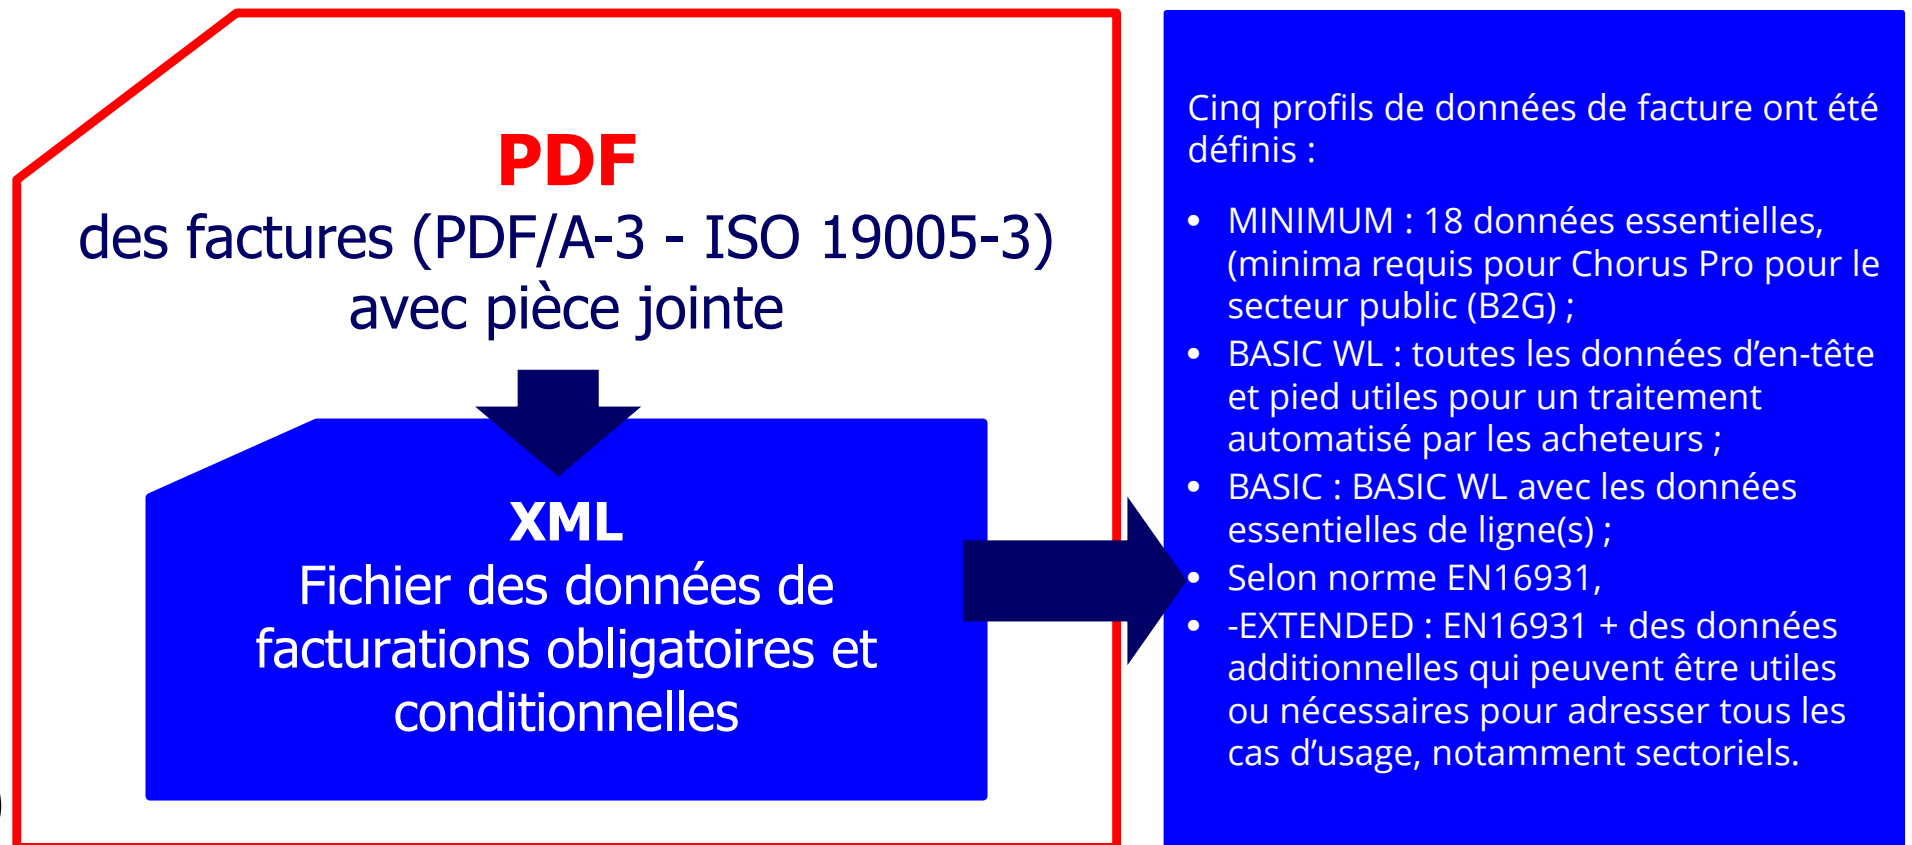 PDF
des factures (PDF/A-3 - ISO 19005-3)
avec pièce jointe
XML
Fichier des données de
facturations obligatoires et
conditionnelles
Cinq profils de données de facture ont été
définis :
• MINIMUM : 18 données essentielles,
(minima requis pour Chorus Pro pour le
secteur public (B2G) ;
• BASIC WL : toutes les données d’en-tête
et pied utiles pour un traitement
automatisé par les acheteurs ;
• BASIC : BASIC WL avec les données
essentielles de ligne(s) ;
• Selon norme EN16931,
• -EXTENDED : EN16931 + des données
additionnelles qui peuvent être utiles
ou nécessaires pour adresser tous les
cas d’usage, notamment sectoriels.